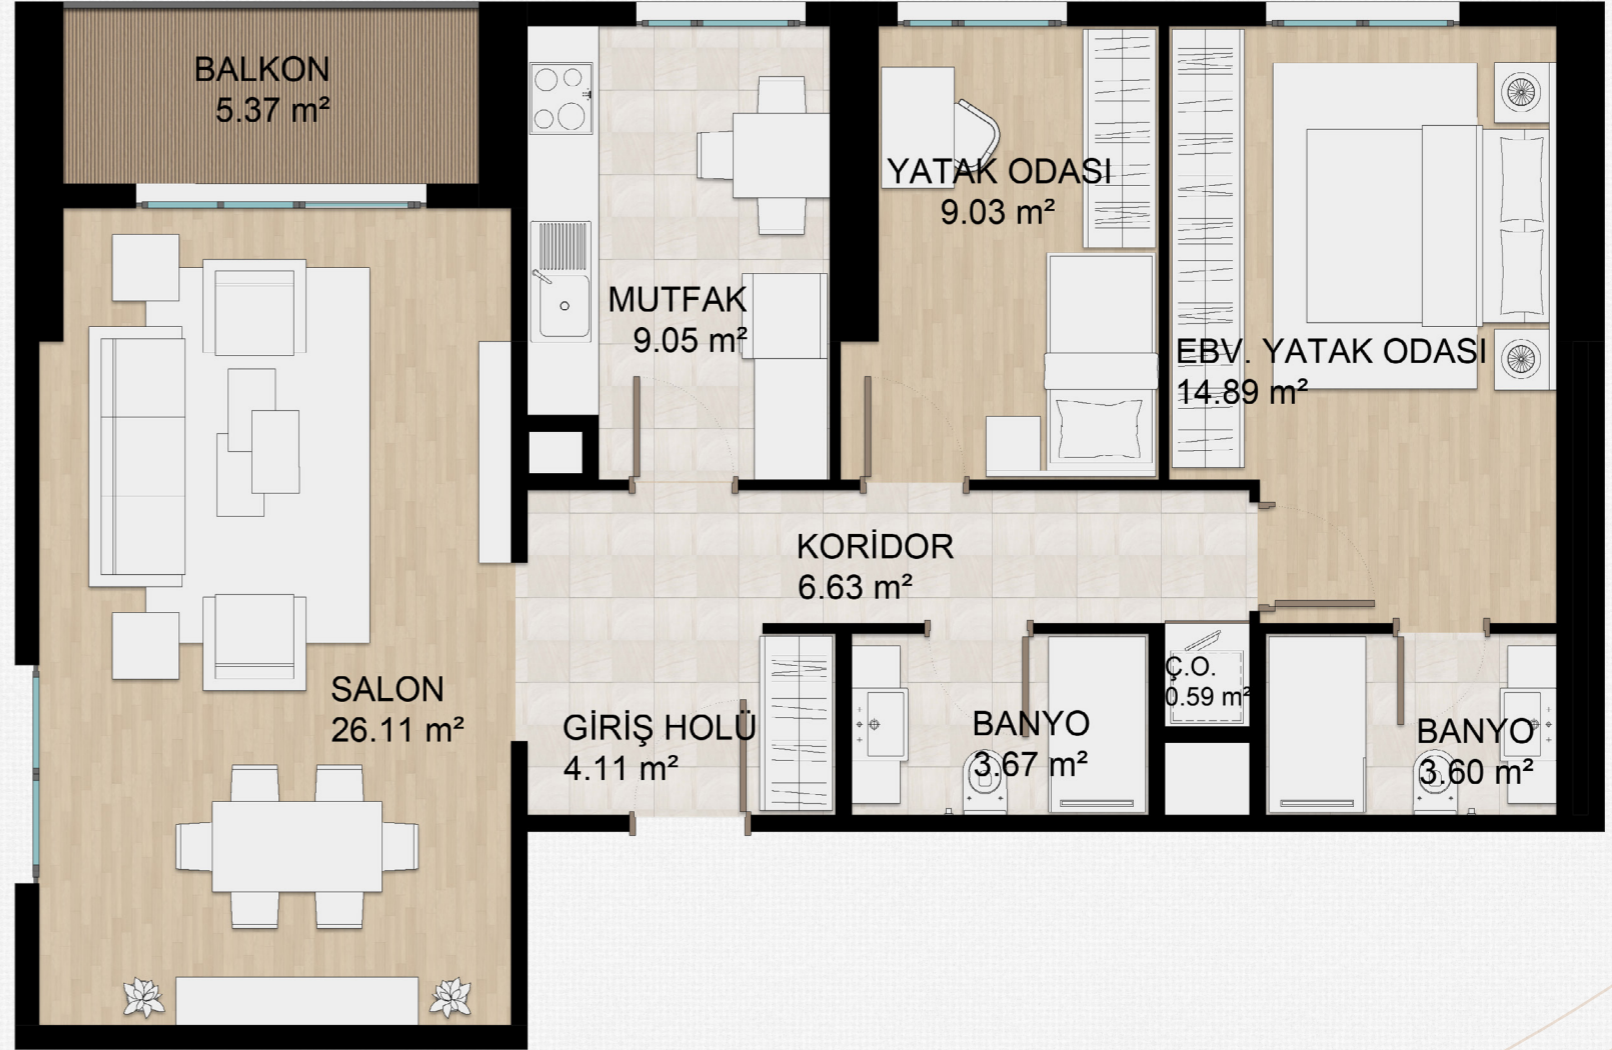 BALKON
5.37 m²
YATAK ODASI
9.03 m²
MUTFAK
9.05 m²
EBV. YATAK ODASI
14.89 m²
KORİDOR
6.63 m²
SALON
26.11 m²
GİRİŞ HOLÜ
4.11 m²
BANYO
3.67 m²
Ç.O.
0.59 m²
BANYO
3.60 m²